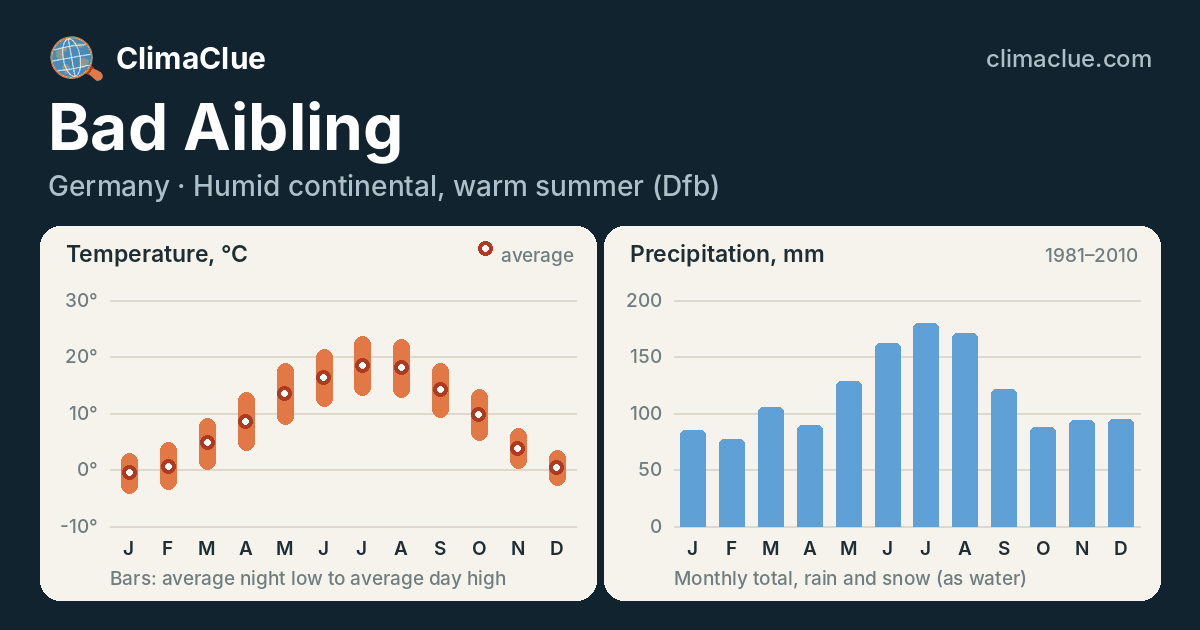 ClimaClue
climaclue.com
Bad Aibling
Germany · Humid continental, warm summer (Dfb)
Temperature, °C
average
30°
20°
10°
0°
-10°
J F M A M J J A S O N D
Bars: average night low to average day high
Precipitation, mm
1981–2010
200
150
100
50
0
J F M A M J J A S O N D
Monthly total, rain and snow (as water)